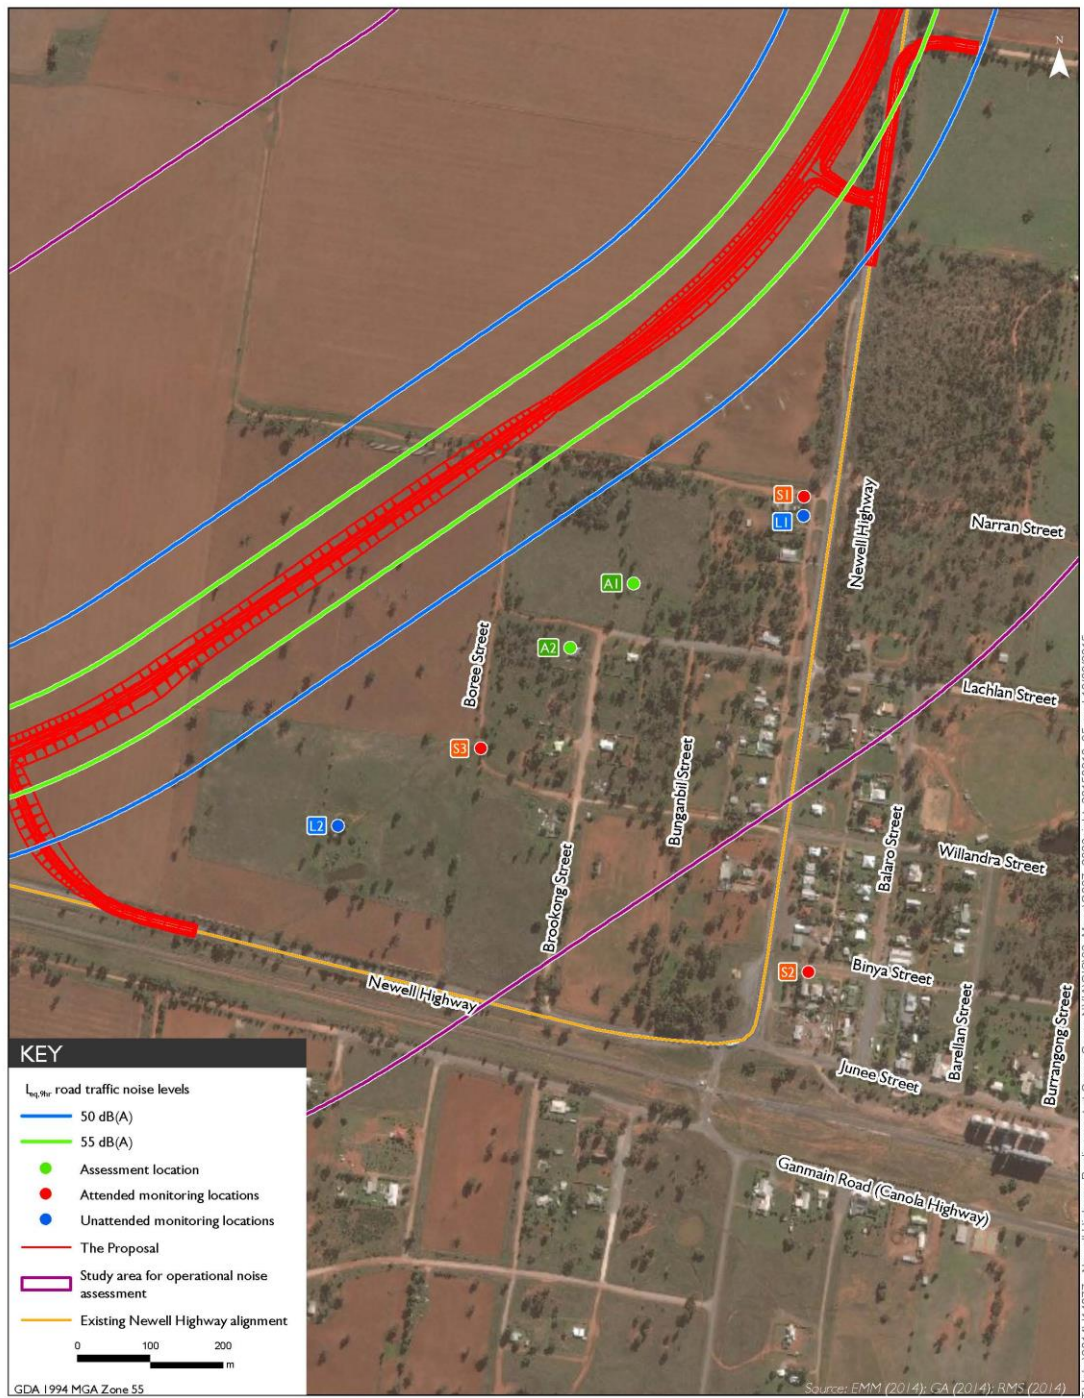 N
S1
L1
Newell Highway
Narran Street
A1
A2
Boree Street
Lachlan Street
S3
Bunganbil Street
L2
Balaro Street
Willandra Street
Brookong Street
S2
Binya Street
Newell Highway
Barellan Street
Burrangong Street
Junee Street
Ganmain Road (Canola Highway)
KEY
Leq,9hr road traffic noise levels
50 dB(A)
55 dB(A)
Assessment location
Attended monitoring locations
Unattended monitoring locations
The Proposal
Study area for operational noise
assessment
Existing Newell Highway alignment
0 100 200
m
GDA 1994 MGA Zone 55
Source: EMM (2014); GA (2014); RMS (2014)